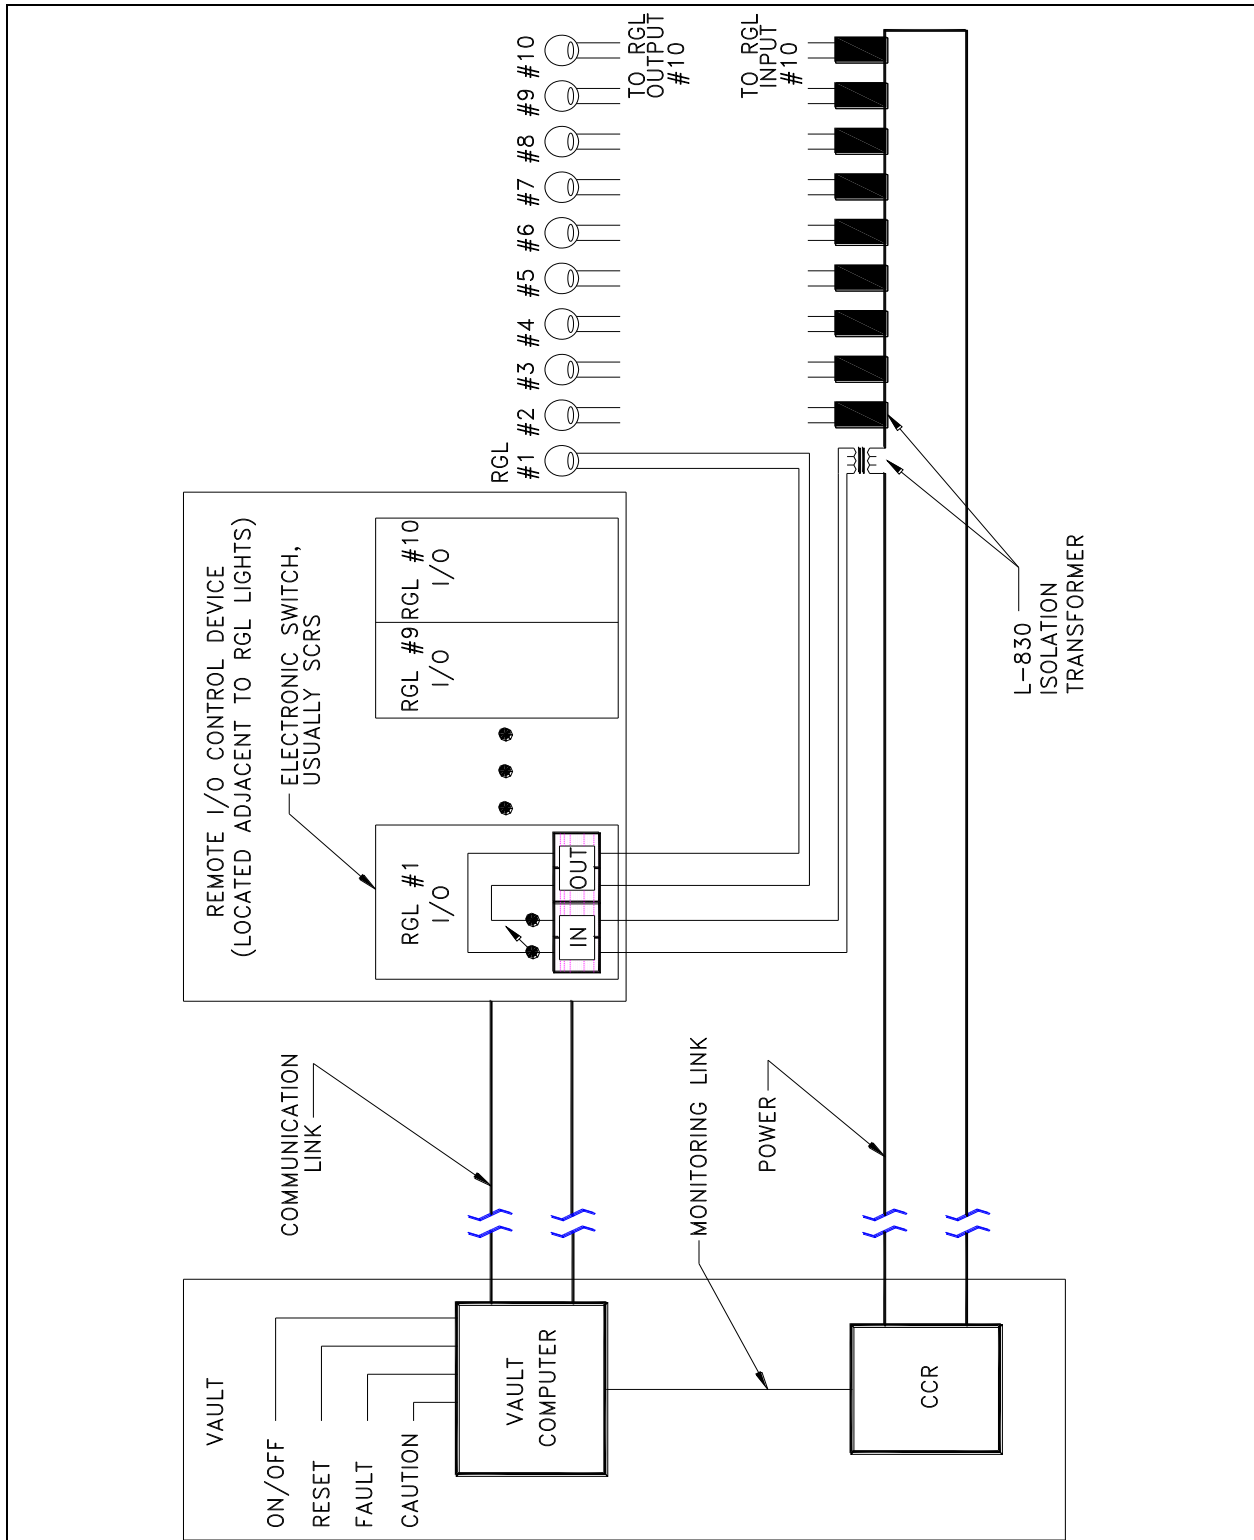 VAULT
ON/OFF
RESET
FAULT
CAUTION
VAULT
COMPUTER
CCR
COMMUNICATION
LINK
MONITORING LINK
POWER
REMOTE I/O CONTROL DEVICE
(LOCATED ADJACENT TO RGL LIGHTS)
ELECTRONIC SWITCH,
USUALLY SCRS
RGL #1
I/O
IN
OUT
RGL #9
I/O
RGL #10
I/O
RGL
#1
#2
#3
#4
#5
#6
#7
#8
#9
#10
TO RGL
OUTPUT
#10
TO RGL
INPUT
#10
L-830
ISOLATION
TRANSFORMER